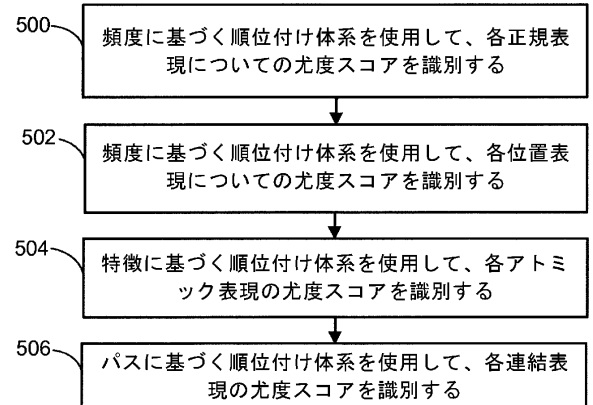 500
頻度に基づく順位付け体系を使用して、各正規表
現についての尤度スコアを識別する
502
頻度に基づく順位付け体系を使用して、各位置表
現についての尤度スコアを識別する
504
特徴に基づく順位付け体系を使用して、各アトミ
ック表現の尤度スコアを識別する
506
パスに基づく順位付け体系を使用して、各連結表
現の尤度スコアを識別する